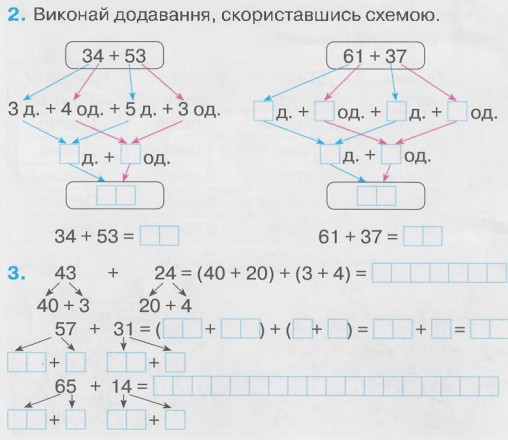 2. Виконай додавання, скориставшись схемою.
34 + 53
61 + 37
3 д. + 4 од. + 5 д. + 3 од.
д. + од. + д. + од.
д. + од.
д. + од.
34 + 53 =
61 + 37 =
3. 43 + 24 = (40 + 20) + (3 + 4) =
40 + 3 20 + 4
57 + 31 = ( + ) + ( + ) = + =
+ +
65 + 14 =
+ +